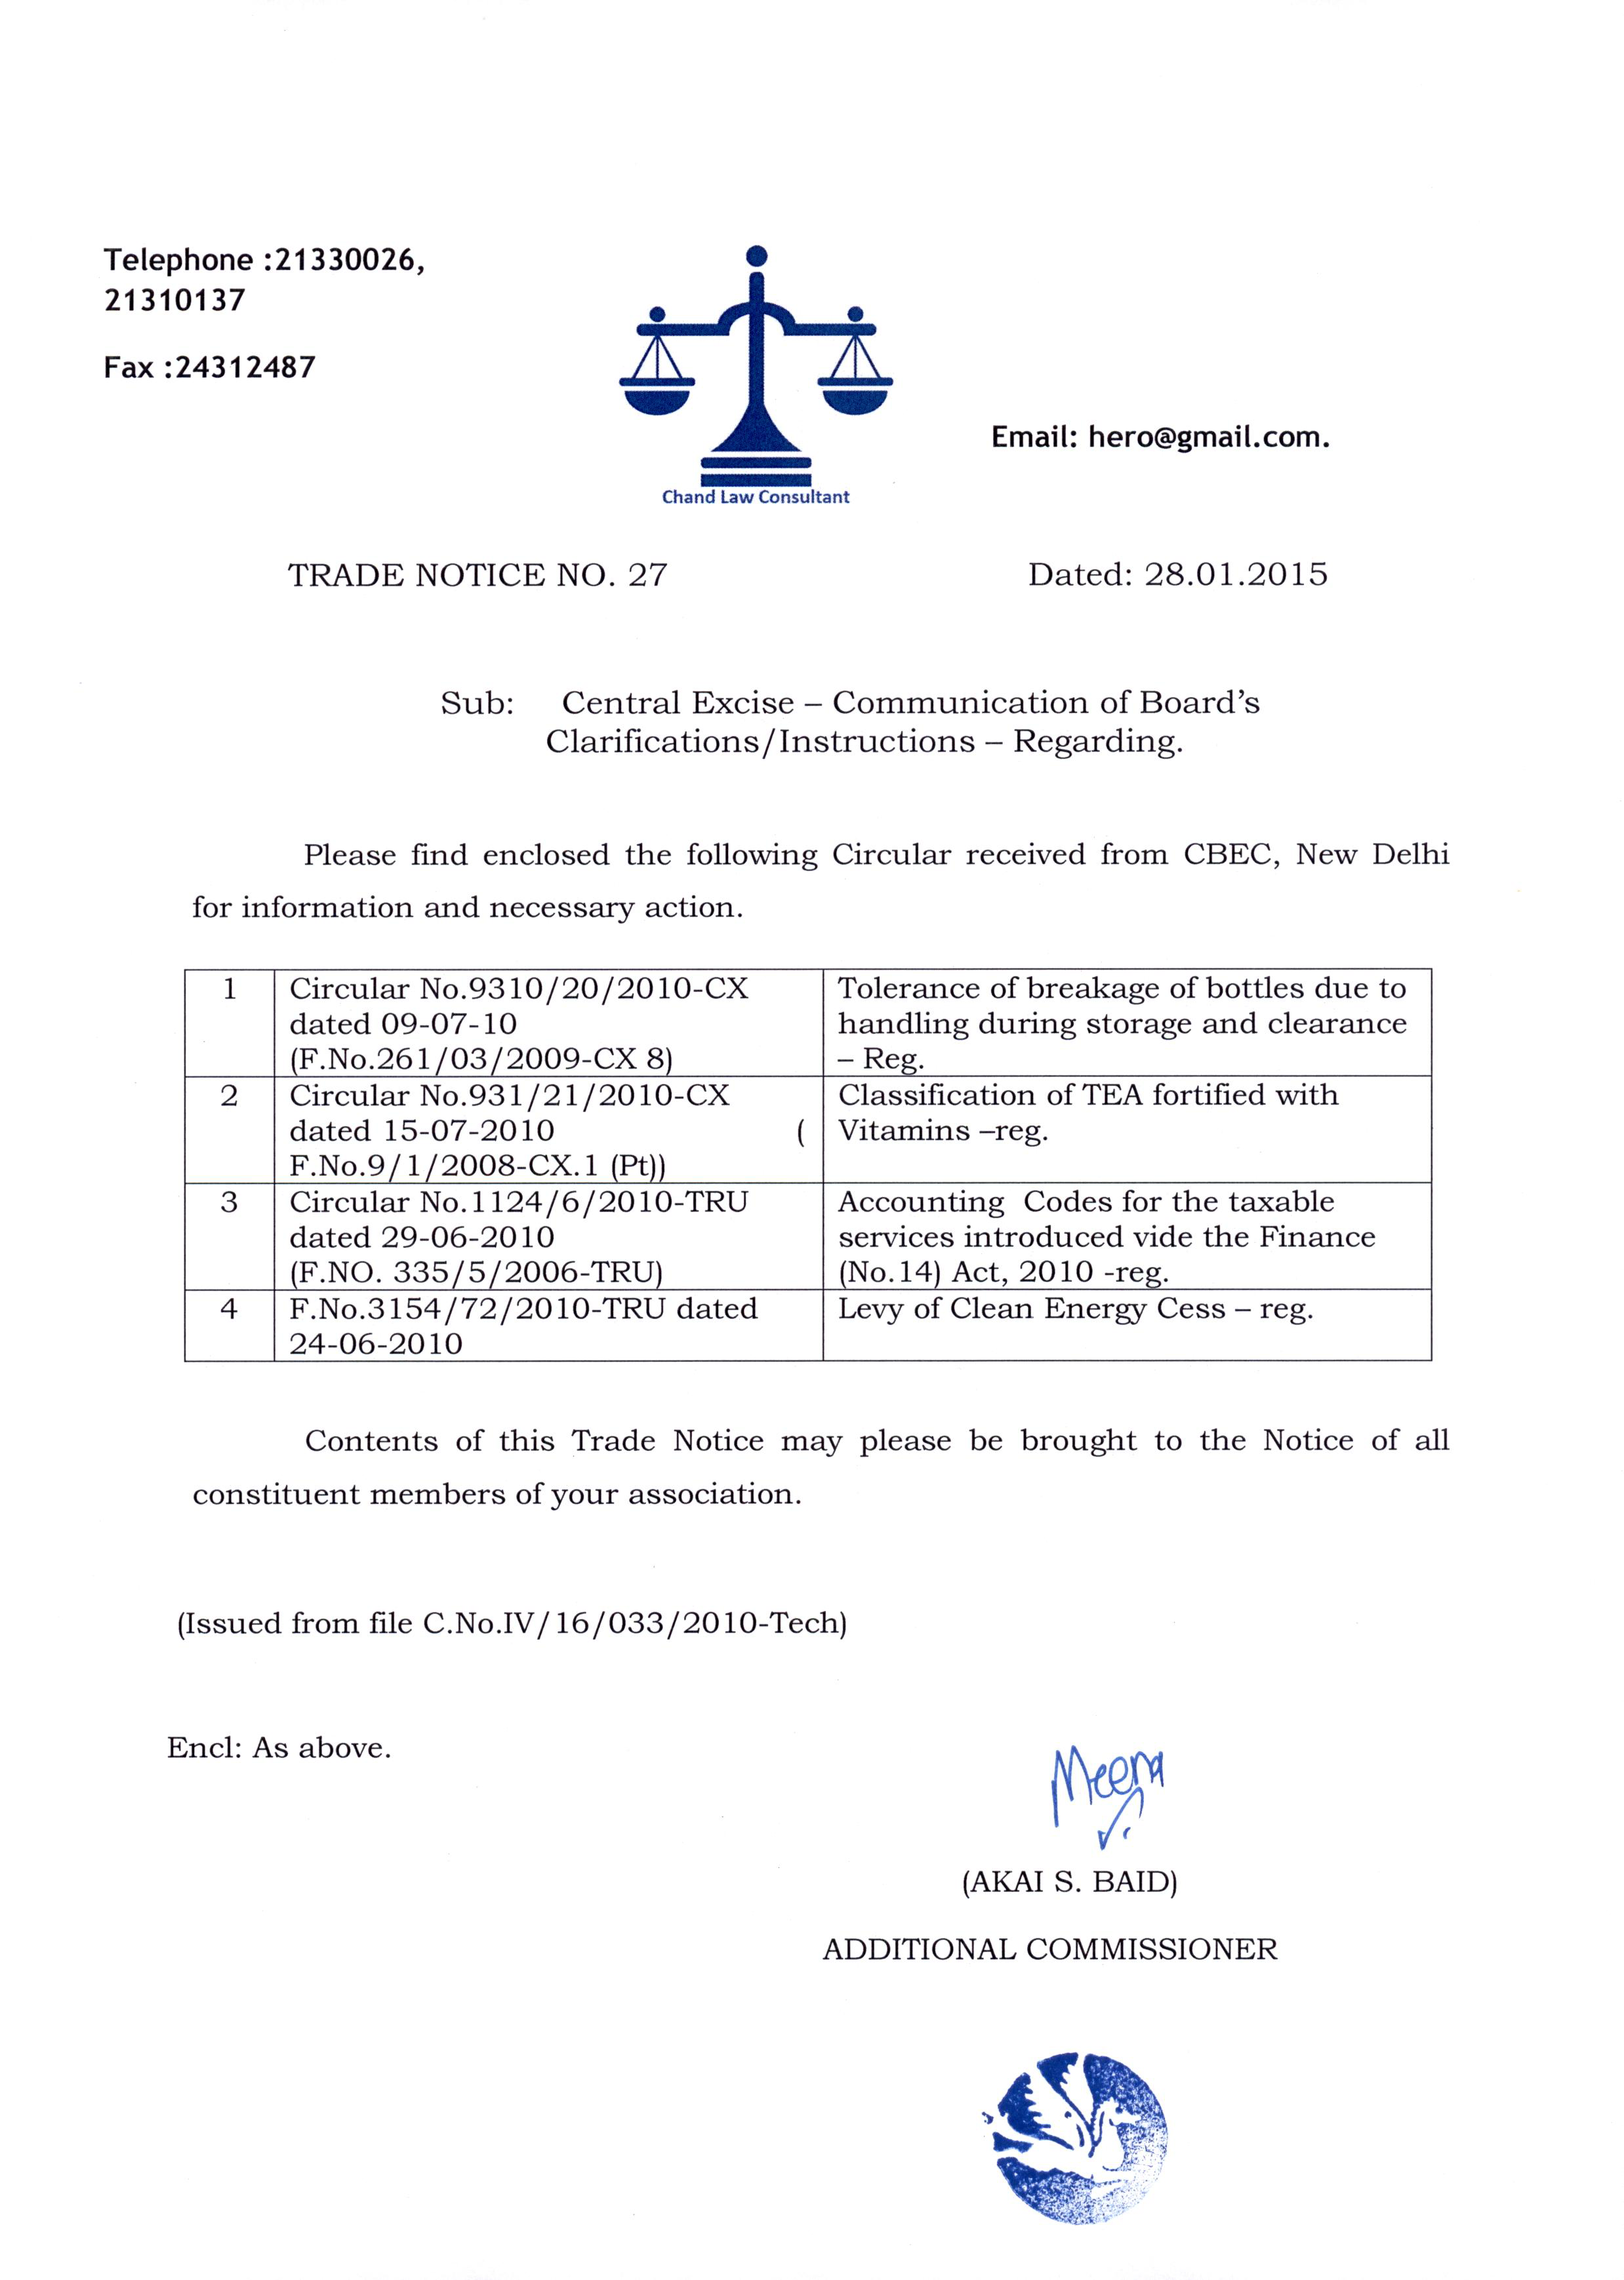 Telephone :21330026,
21310137
Fax :24312487
Email: hero@gmail.com.
Chand Law Consultant
TRADE NOTICE NO. 27 Dated: 28.01.2015
Sub: Central Excise – Communication of Board’s
Clarifications/Instructions – Regarding.
Please find enclosed the following Circular received from CBEC, New Delhi
for information and necessary action.
1 Circular No.9310/20/2010-CX
dated 09-07-10
(F.No.261/03/2009-CX 8)
Tolerance of breakage of bottles due to
handling during storage and clearance
– Reg.
2 Circular No.931/21/2010-CX
dated 15-07-2010 (
F.No.9/1/2008-CX.1 (Pt))
Classification of TEA fortified with
Vitamins –reg.
3 Circular No.1124/6/2010-TRU
dated 29-06-2010
(F.NO. 335/5/2006-TRU)
Accounting Codes for the taxable
services introduced vide the Finance
(No.14) Act, 2010 -reg.
4 F.No.3154/72/2010-TRU dated
24-06-2010
Levy of Clean Energy Cess – reg.
Contents of this Trade Notice may please be brought to the Notice of all
constituent members of your association.
(Issued from file C.No.IV/16/033/2010-Tech)
Encl: As above.
Meena
(AKAI S. BAID)
ADDITIONAL COMMISSIONER